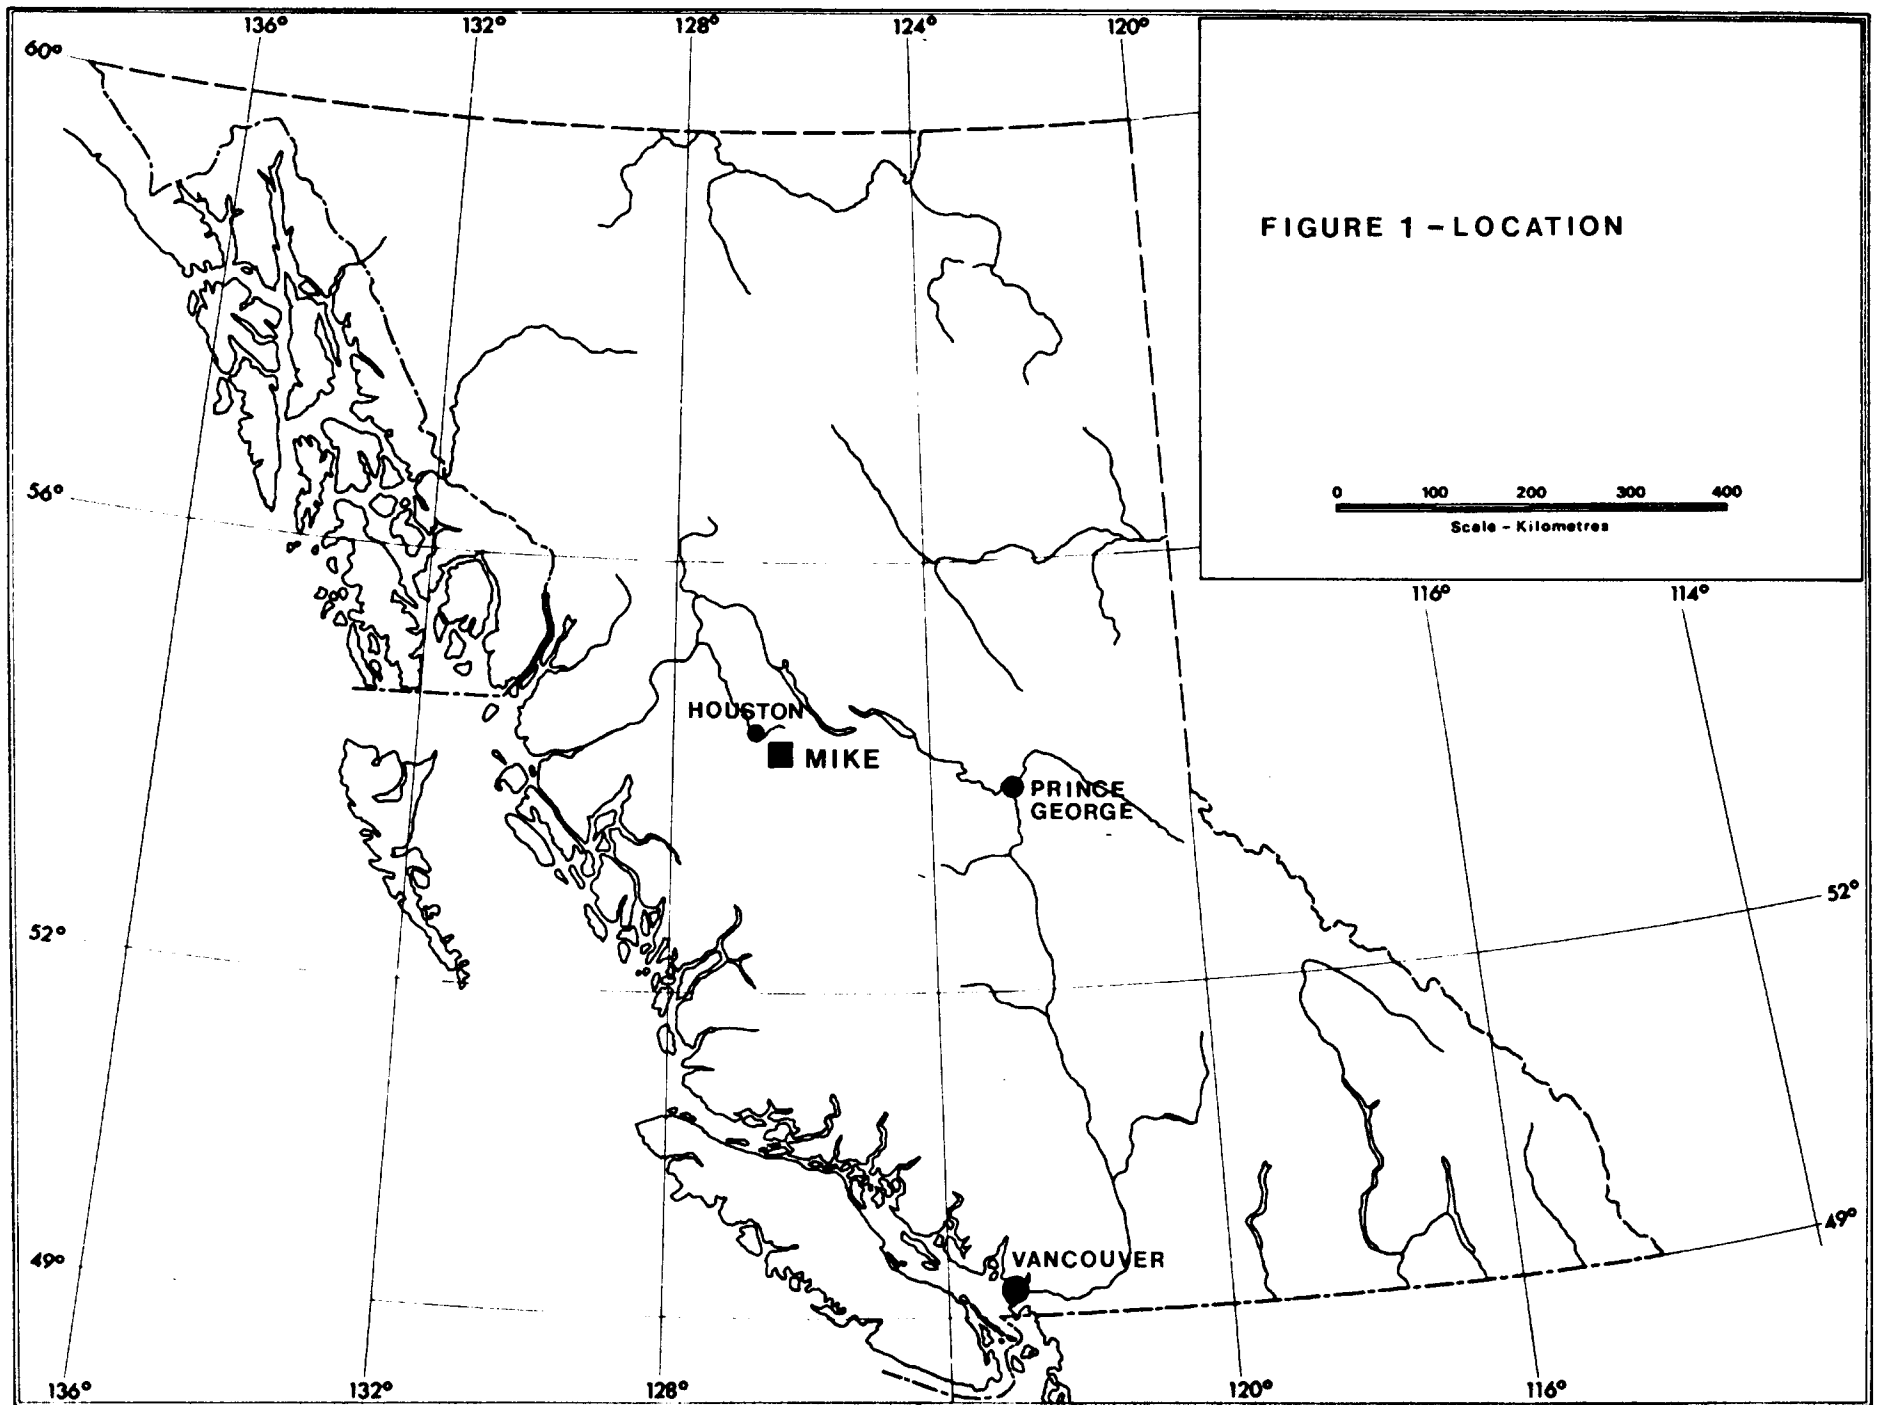 136° 132° 128° 124° 120°
60°
FIGURE 1 - LOCATION
56°
0 100 200 300 400
Scale - Kilometres
116° 114°
HOUSTON
MIKE
PRINCE
GEORGE
52°
52°
49°
VANCOUVER
49°
136° 132° 128° 120° 116°